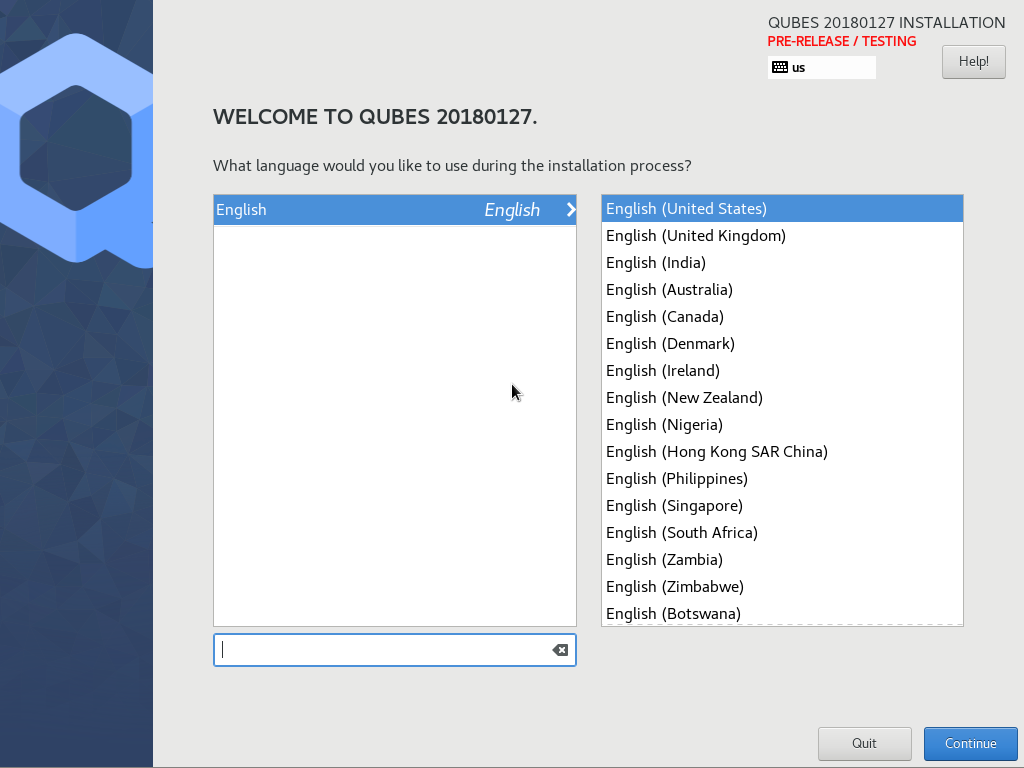 QUBES 20180127 INSTALLATION
PRE-RELEASE / TESTING
us
Help!
WELCOME TO QUBES 20180127.
What language would you like to use during the installation process?
English English
English (United States)
English (United Kingdom)
English (India)
English (Australia)
English (Canada)
English (Denmark)
English (Ireland)
English (New Zealand)
English (Nigeria)
English (Hong Kong SAR China)
English (Philippines)
English (Singapore)
English (South Africa)
English (Zambia)
English (Zimbabwe)
English (Botswana)
Quit
Continue